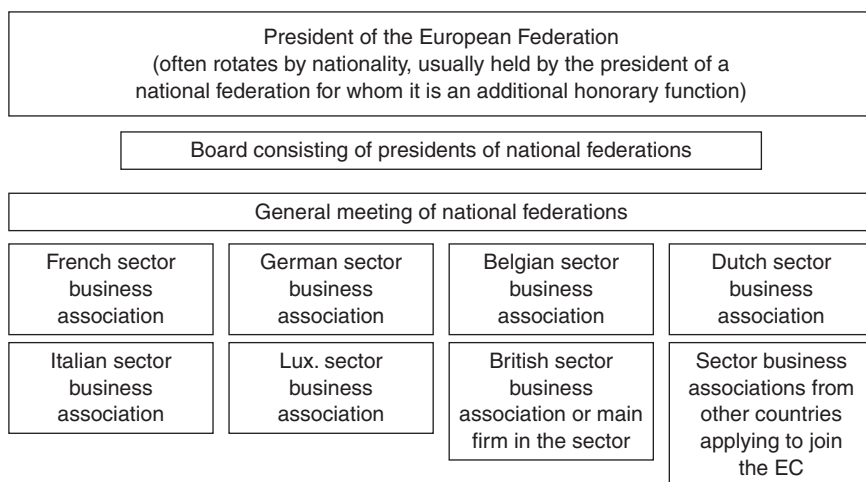 President of the European Federation
(often rotates by nationality, usually held by the president of a
national federation for whom it is an additional honorary function)
Board consisting of presidents of national federations
General meeting of national federations
French sector
business
association
German sector
business
association
Belgian sector
business
association
Dutch sector
business
association
Italian sector
business
association
Lux. sector
business
association
British sector
business
association or main
firm in the sector
Sector business
associations from
other countries
applying to join
the EC